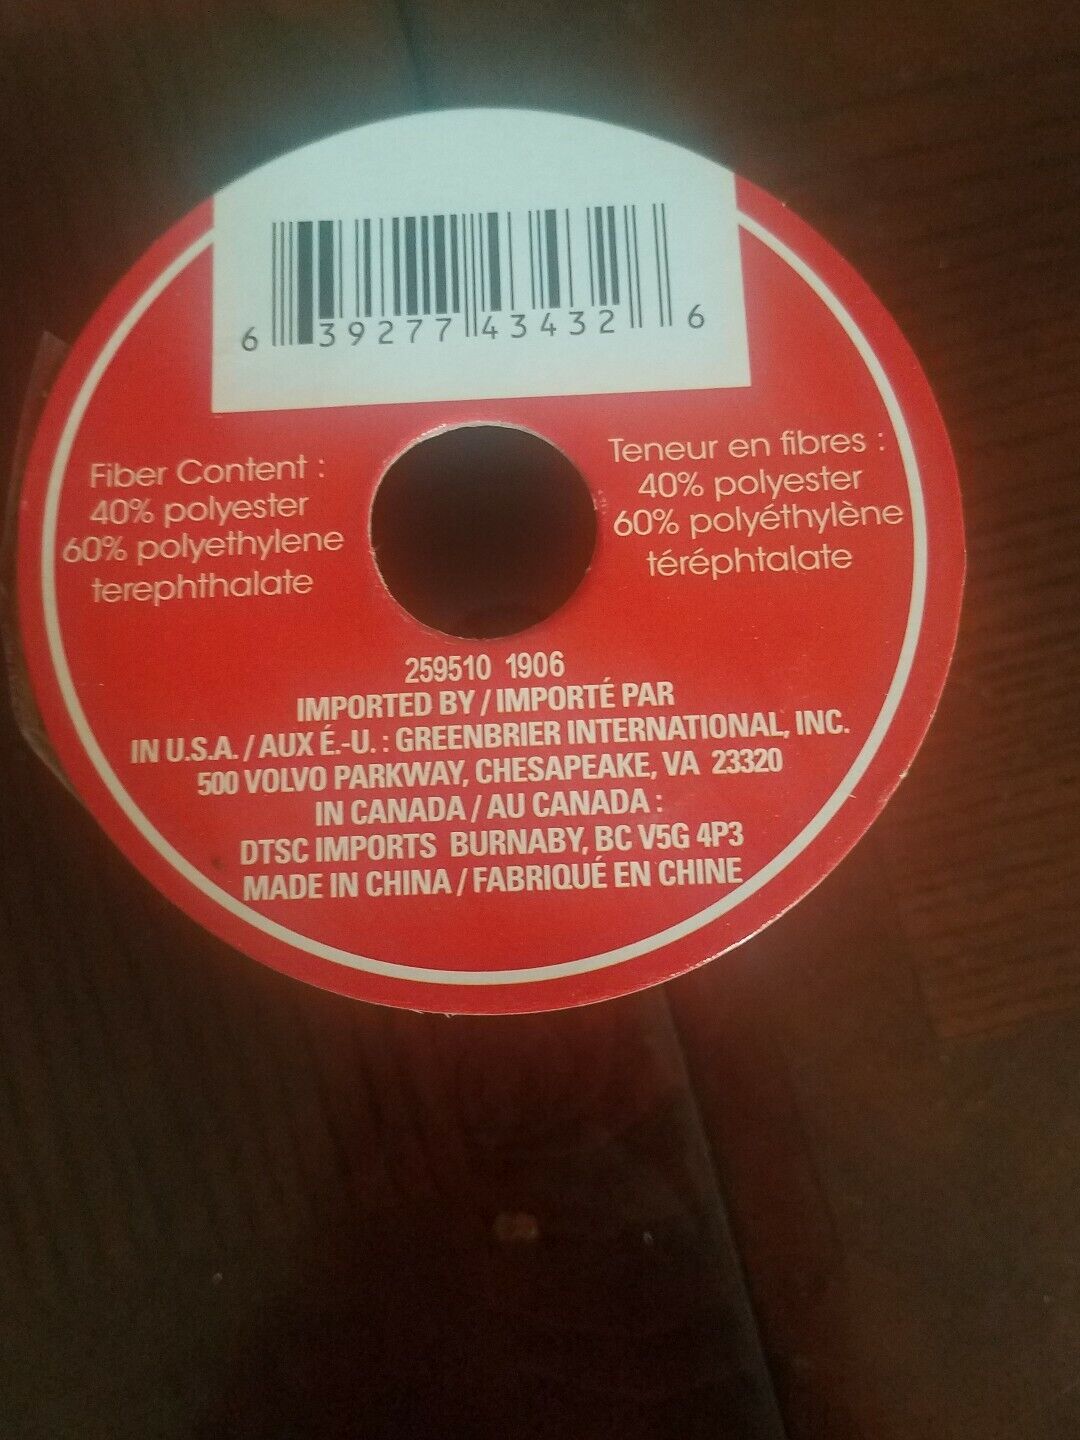 6 39277 43432 6
Fiber Content :
40% polyester
60% polyethylene
terephthalate
Teneur en fibres :
40% polyester
60% polyéthylène
téréphtalate
259510 1906
IMPORTED BY / IMPORTÉ PAR
IN U.S.A. / AUX É.-U. : GREENBRIER INTERNATIONAL, INC.
500 VOLVO PARKWAY, CHESAPEAKE, VA 23320
IN CANADA / AU CANADA :
DTSC IMPORTS BURNABY, BC V5G 4P3
MADE IN CHINA / FABRIQUÉ EN CHINE